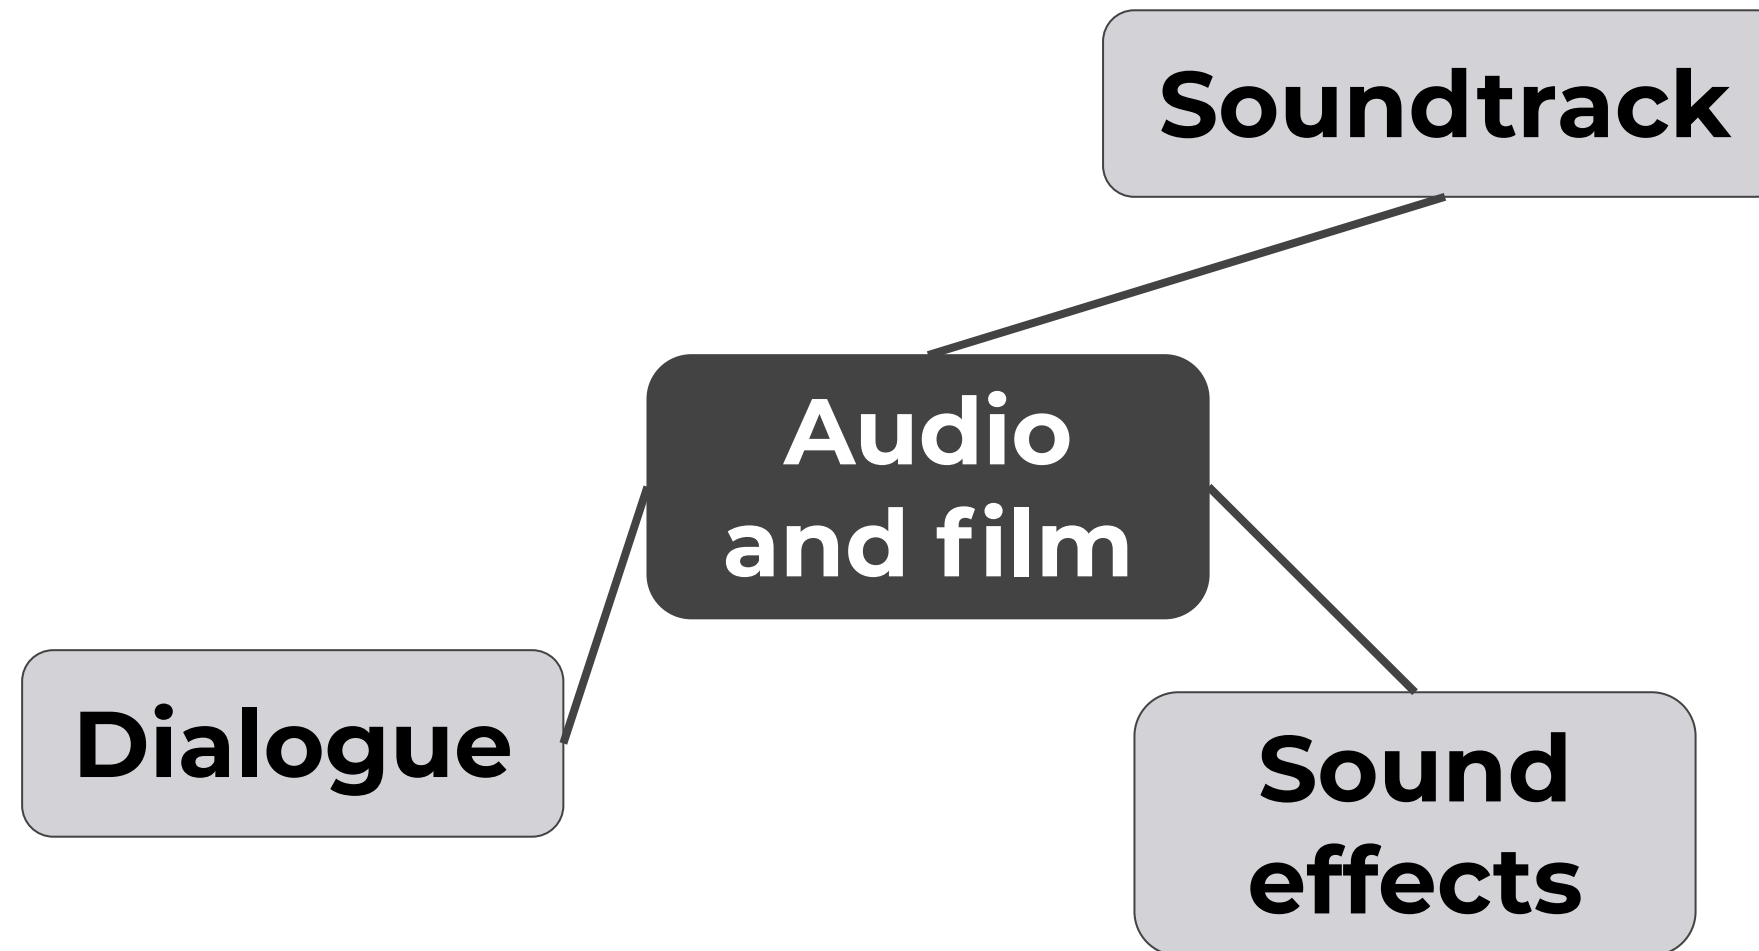 Soundtrack
Audio
and film
Dialogue
Sound
effects